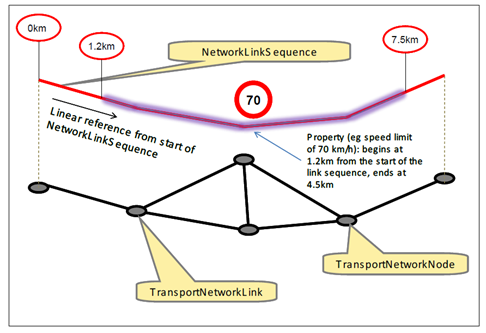 0km
7.5km
1.2km
NetworkLinkSequence
70
Linear reference from start of
NetworkLinkSequence
Property (eg speed limit
of 70 km/h): begins at
1.2km from the start of the
link sequence, ends at
4.5km
TransportNetworkNode
TransportNetworkLink